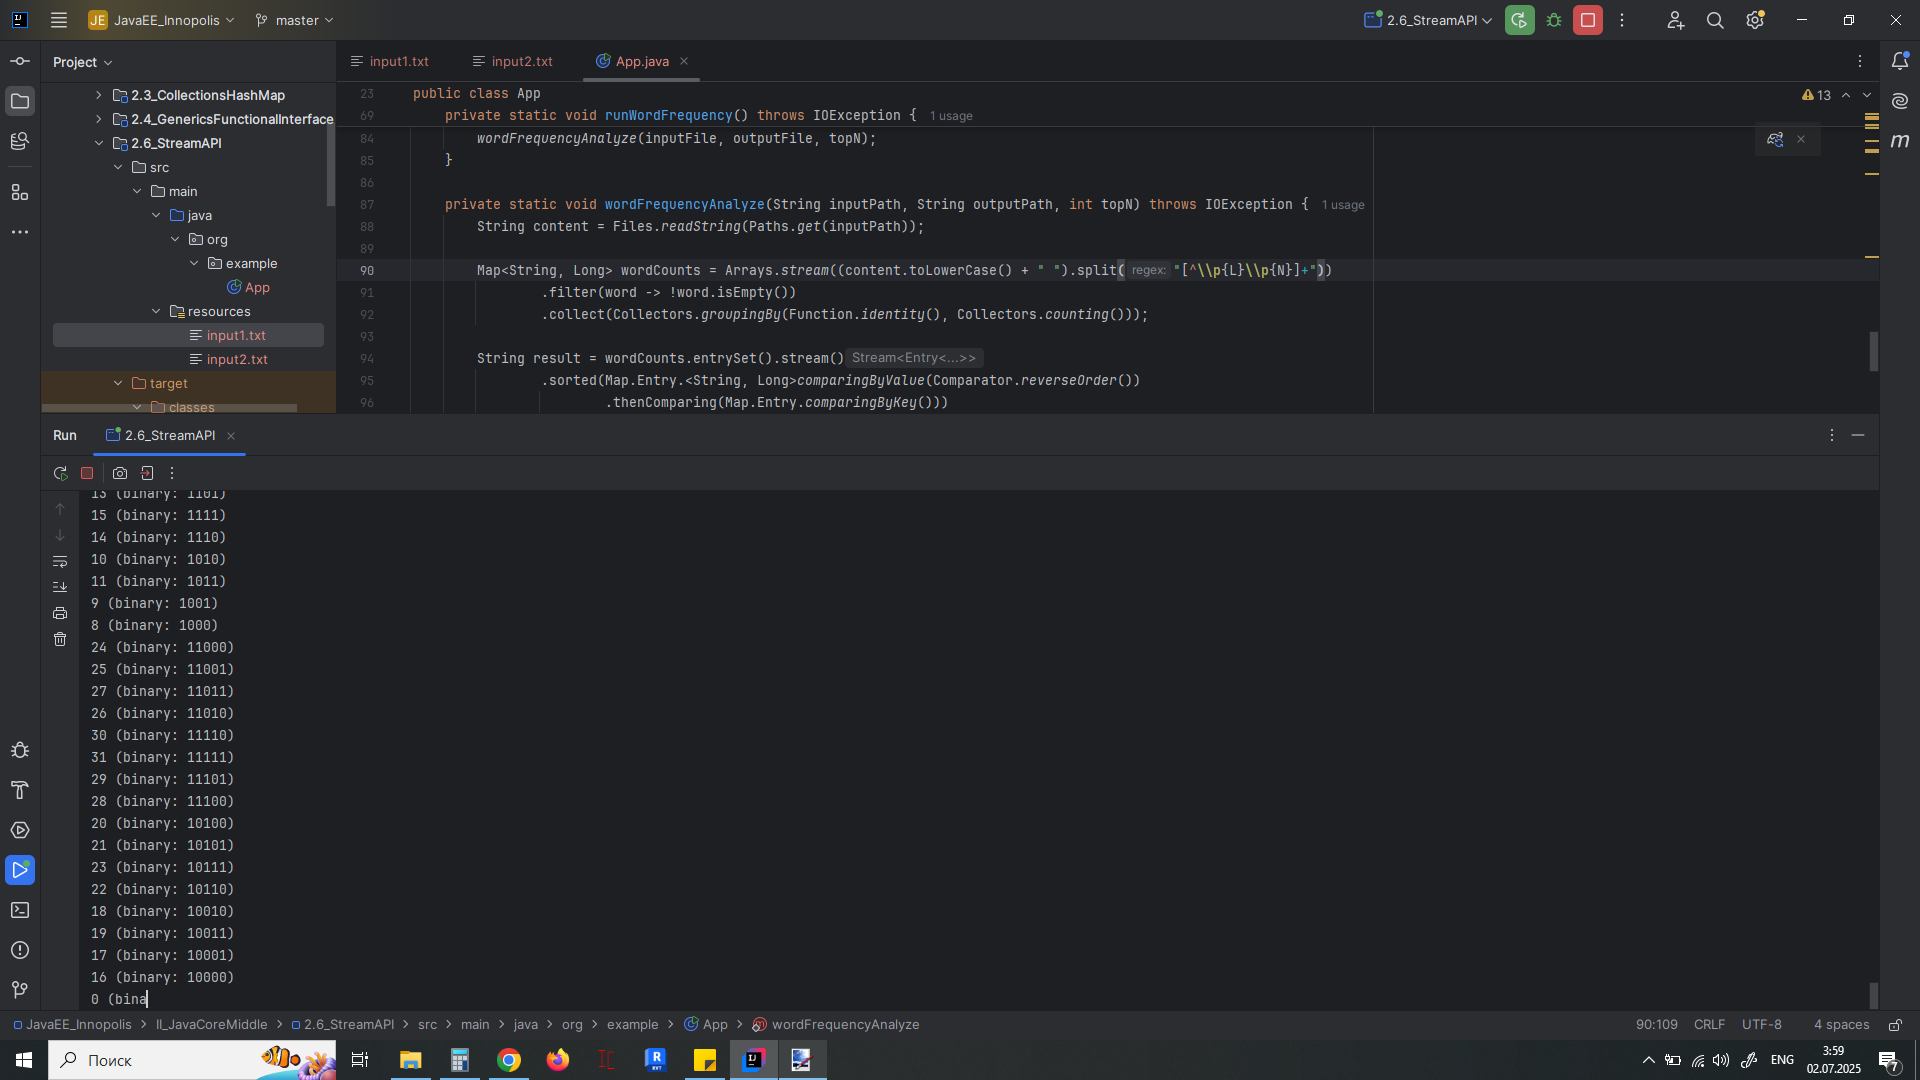 JE JavaEE_Innopolis master 2.6_StreamAPI
Project input1.txt input2.txt App.java
2.3_CollectionsHashMap
2.4_GenericsFunctionalInterface
2.6_StreamAPI
src
main
java
org
example
App
resources
input1.txt
input2.txt
target
classes
13
23 public class App
69 private static void runWordFrequency() throws IOException { 1 usage
84 wordFrequencyAnalyze(inputFile, outputFile, topN);
85 }
86
87 private static void wordFrequencyAnalyze(String inputPath, String outputPath, int topN) throws IOException { 1 usage
88 String content = Files.readString(Paths.get(inputPath));
89
90 Map<String, Long> wordCounts = Arrays.stream((content.toLowerCase() + " ").split( regex: "[^\\p{L}\\p{N}]+"))
91 .filter(word -> !word.isEmpty())
92 .collect(Collectors.groupingBy(Function.identity(), Collectors.counting()));
93
94 String result = wordCounts.entrySet().stream() Stream<Entry<...>>
95 .sorted(Map.Entry.<String, Long>comparingByValue(Comparator.reverseOrder())
96 .thenComparing(Map.Entry.comparingByKey()))
Run 2.6_StreamAPI
13 (binary: 1101)
15 (binary: 1111)
14 (binary: 1110)
10 (binary: 1010)
11 (binary: 1011)
9 (binary: 1001)
8 (binary: 1000)
24 (binary: 11000)
25 (binary: 11001)
27 (binary: 11011)
26 (binary: 11010)
30 (binary: 11110)
31 (binary: 11111)
29 (binary: 11101)
28 (binary: 11100)
20 (binary: 10100)
21 (binary: 10101)
23 (binary: 10111)
22 (binary: 10110)
18 (binary: 10010)
19 (binary: 10011)
17 (binary: 10001)
16 (binary: 10000)
0 (bina
JavaEE_Innopolis > II_JavaCoreMiddle > 2.6_StreamAPI > src > main > java > org > example > App > wordFrequencyAnalyze 90:109 CRLF UTF-8 4 spaces
Поиск ENG 3:59
02.07.2025 7